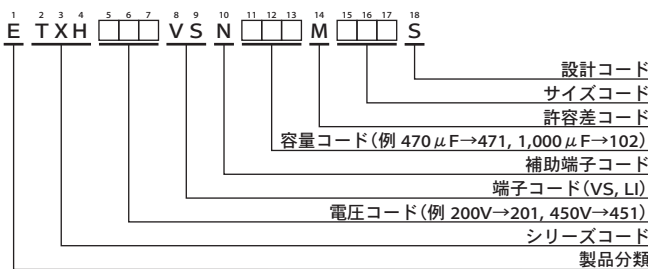 1 2 3 4 5 6 7 8 9 10 11 12 13 14 15 16 17 18
E TXH □□□ VS N □□□ M □□□ S
設計コード
サイズコード
許容差コード
容量コード(例 470μF→471, 1,000μF→102)
補助端子コード
端子コード(VS, LI)
電圧コード(例 200V→201, 450V→451)
シリーズコード
製品分類